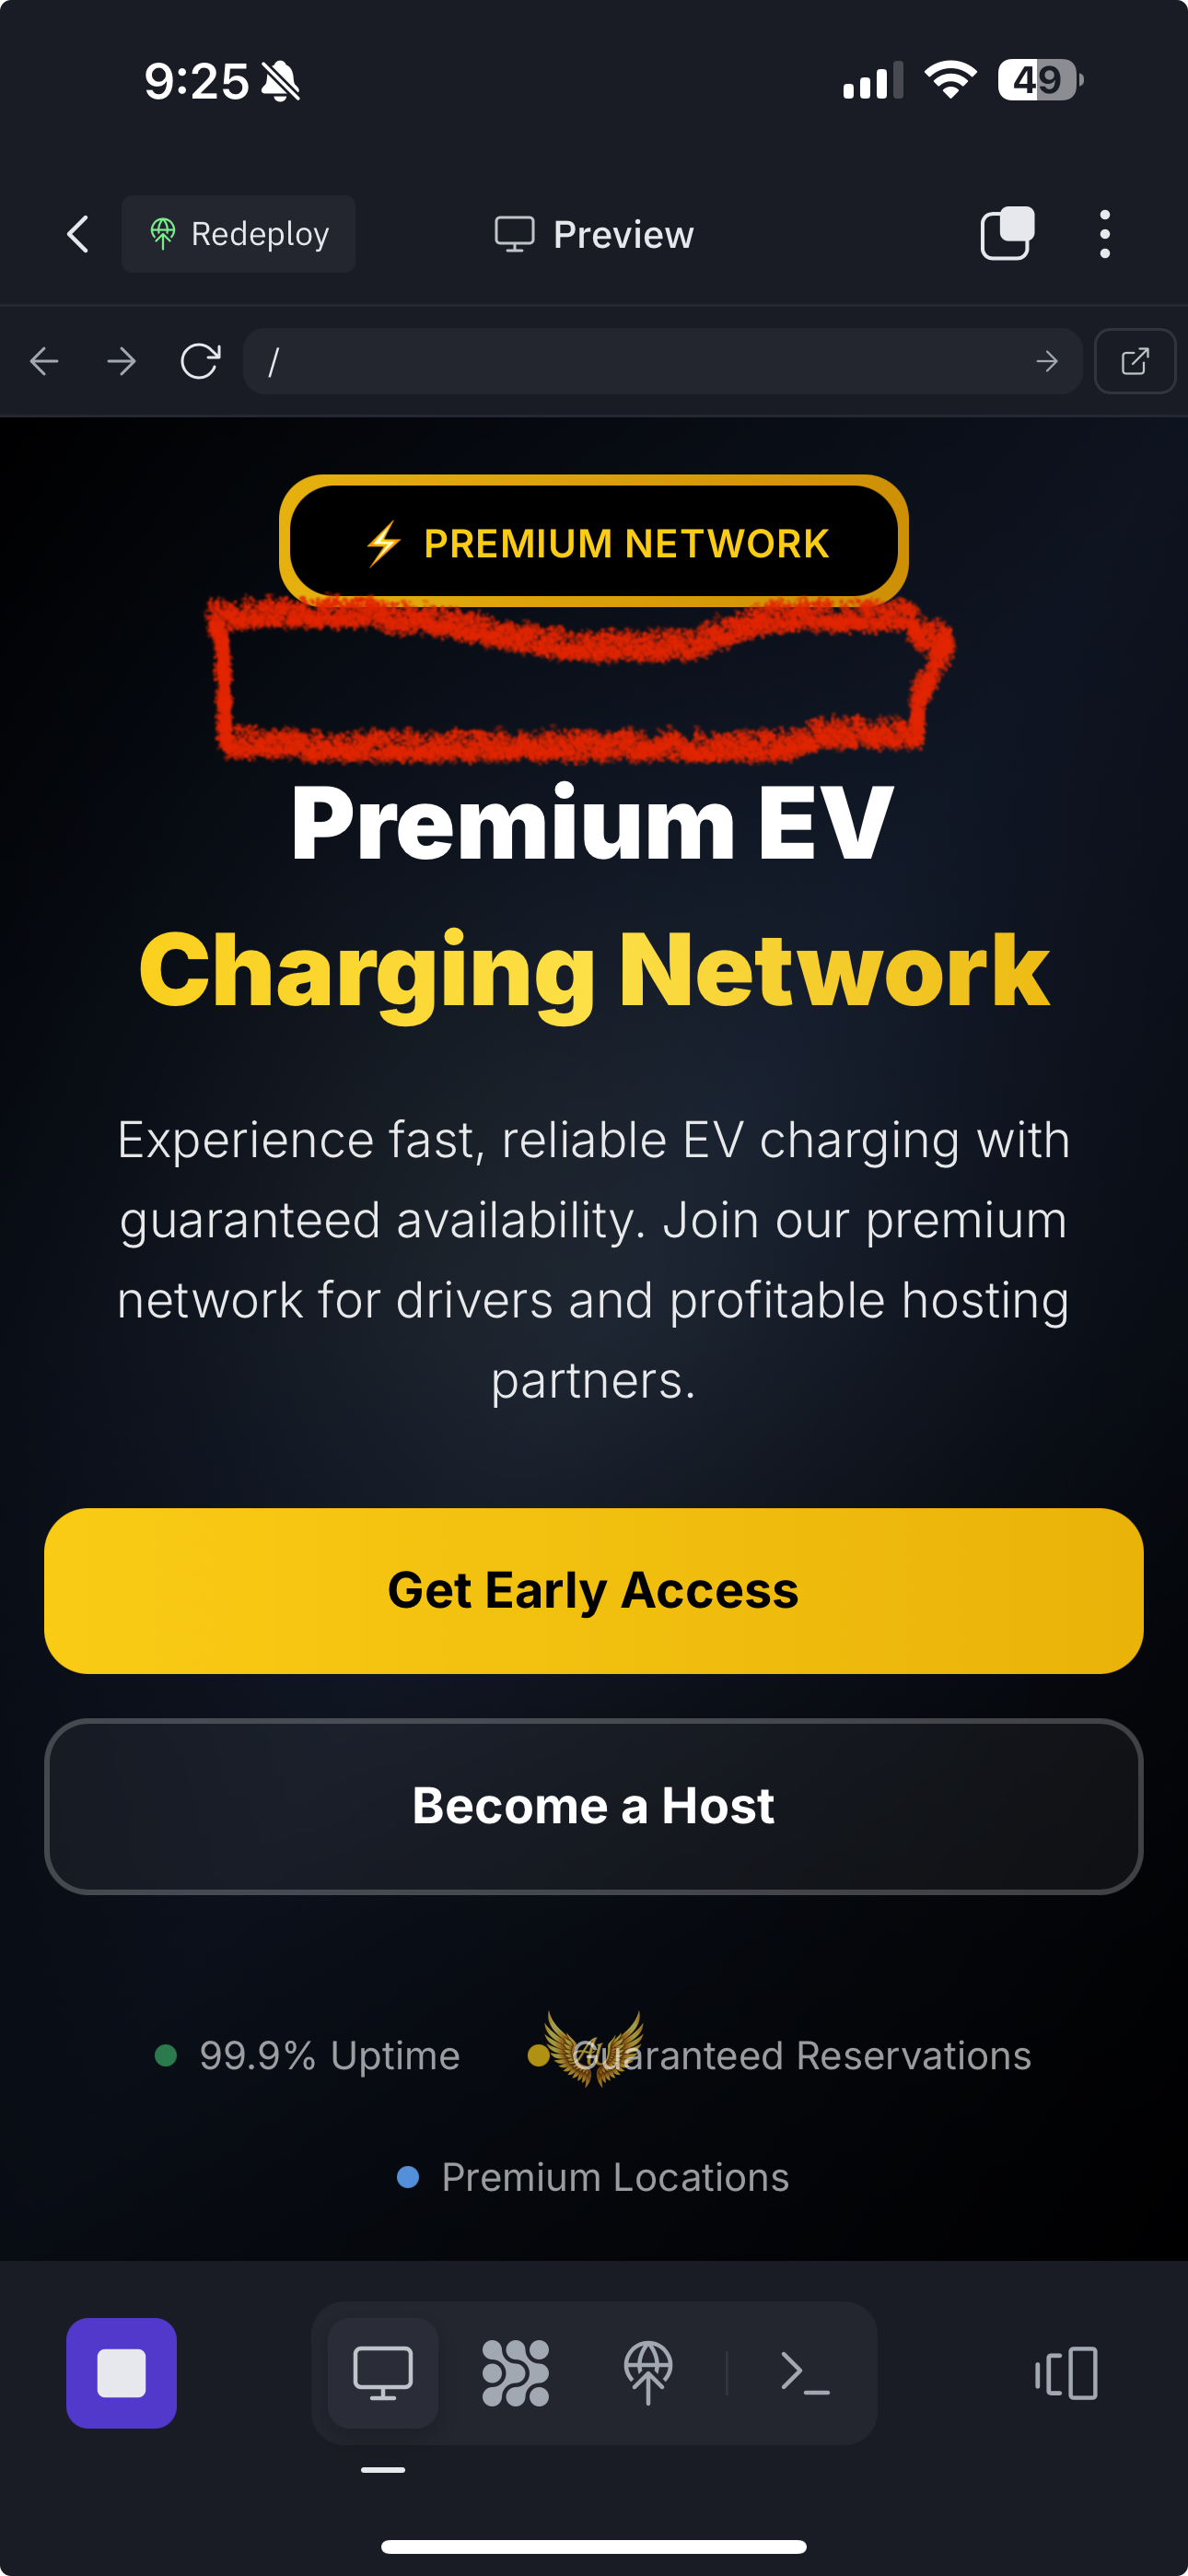 9:25
49
Redeploy
Preview
/
⚡ PREMIUM NETWORK
Premium EV
Charging Network
Experience fast, reliable EV charging with
guaranteed availability. Join our premium
network for drivers and profitable hosting
partners.
Get Early Access
Become a Host
99.9% Uptime
Guaranteed Reservations
Premium Locations